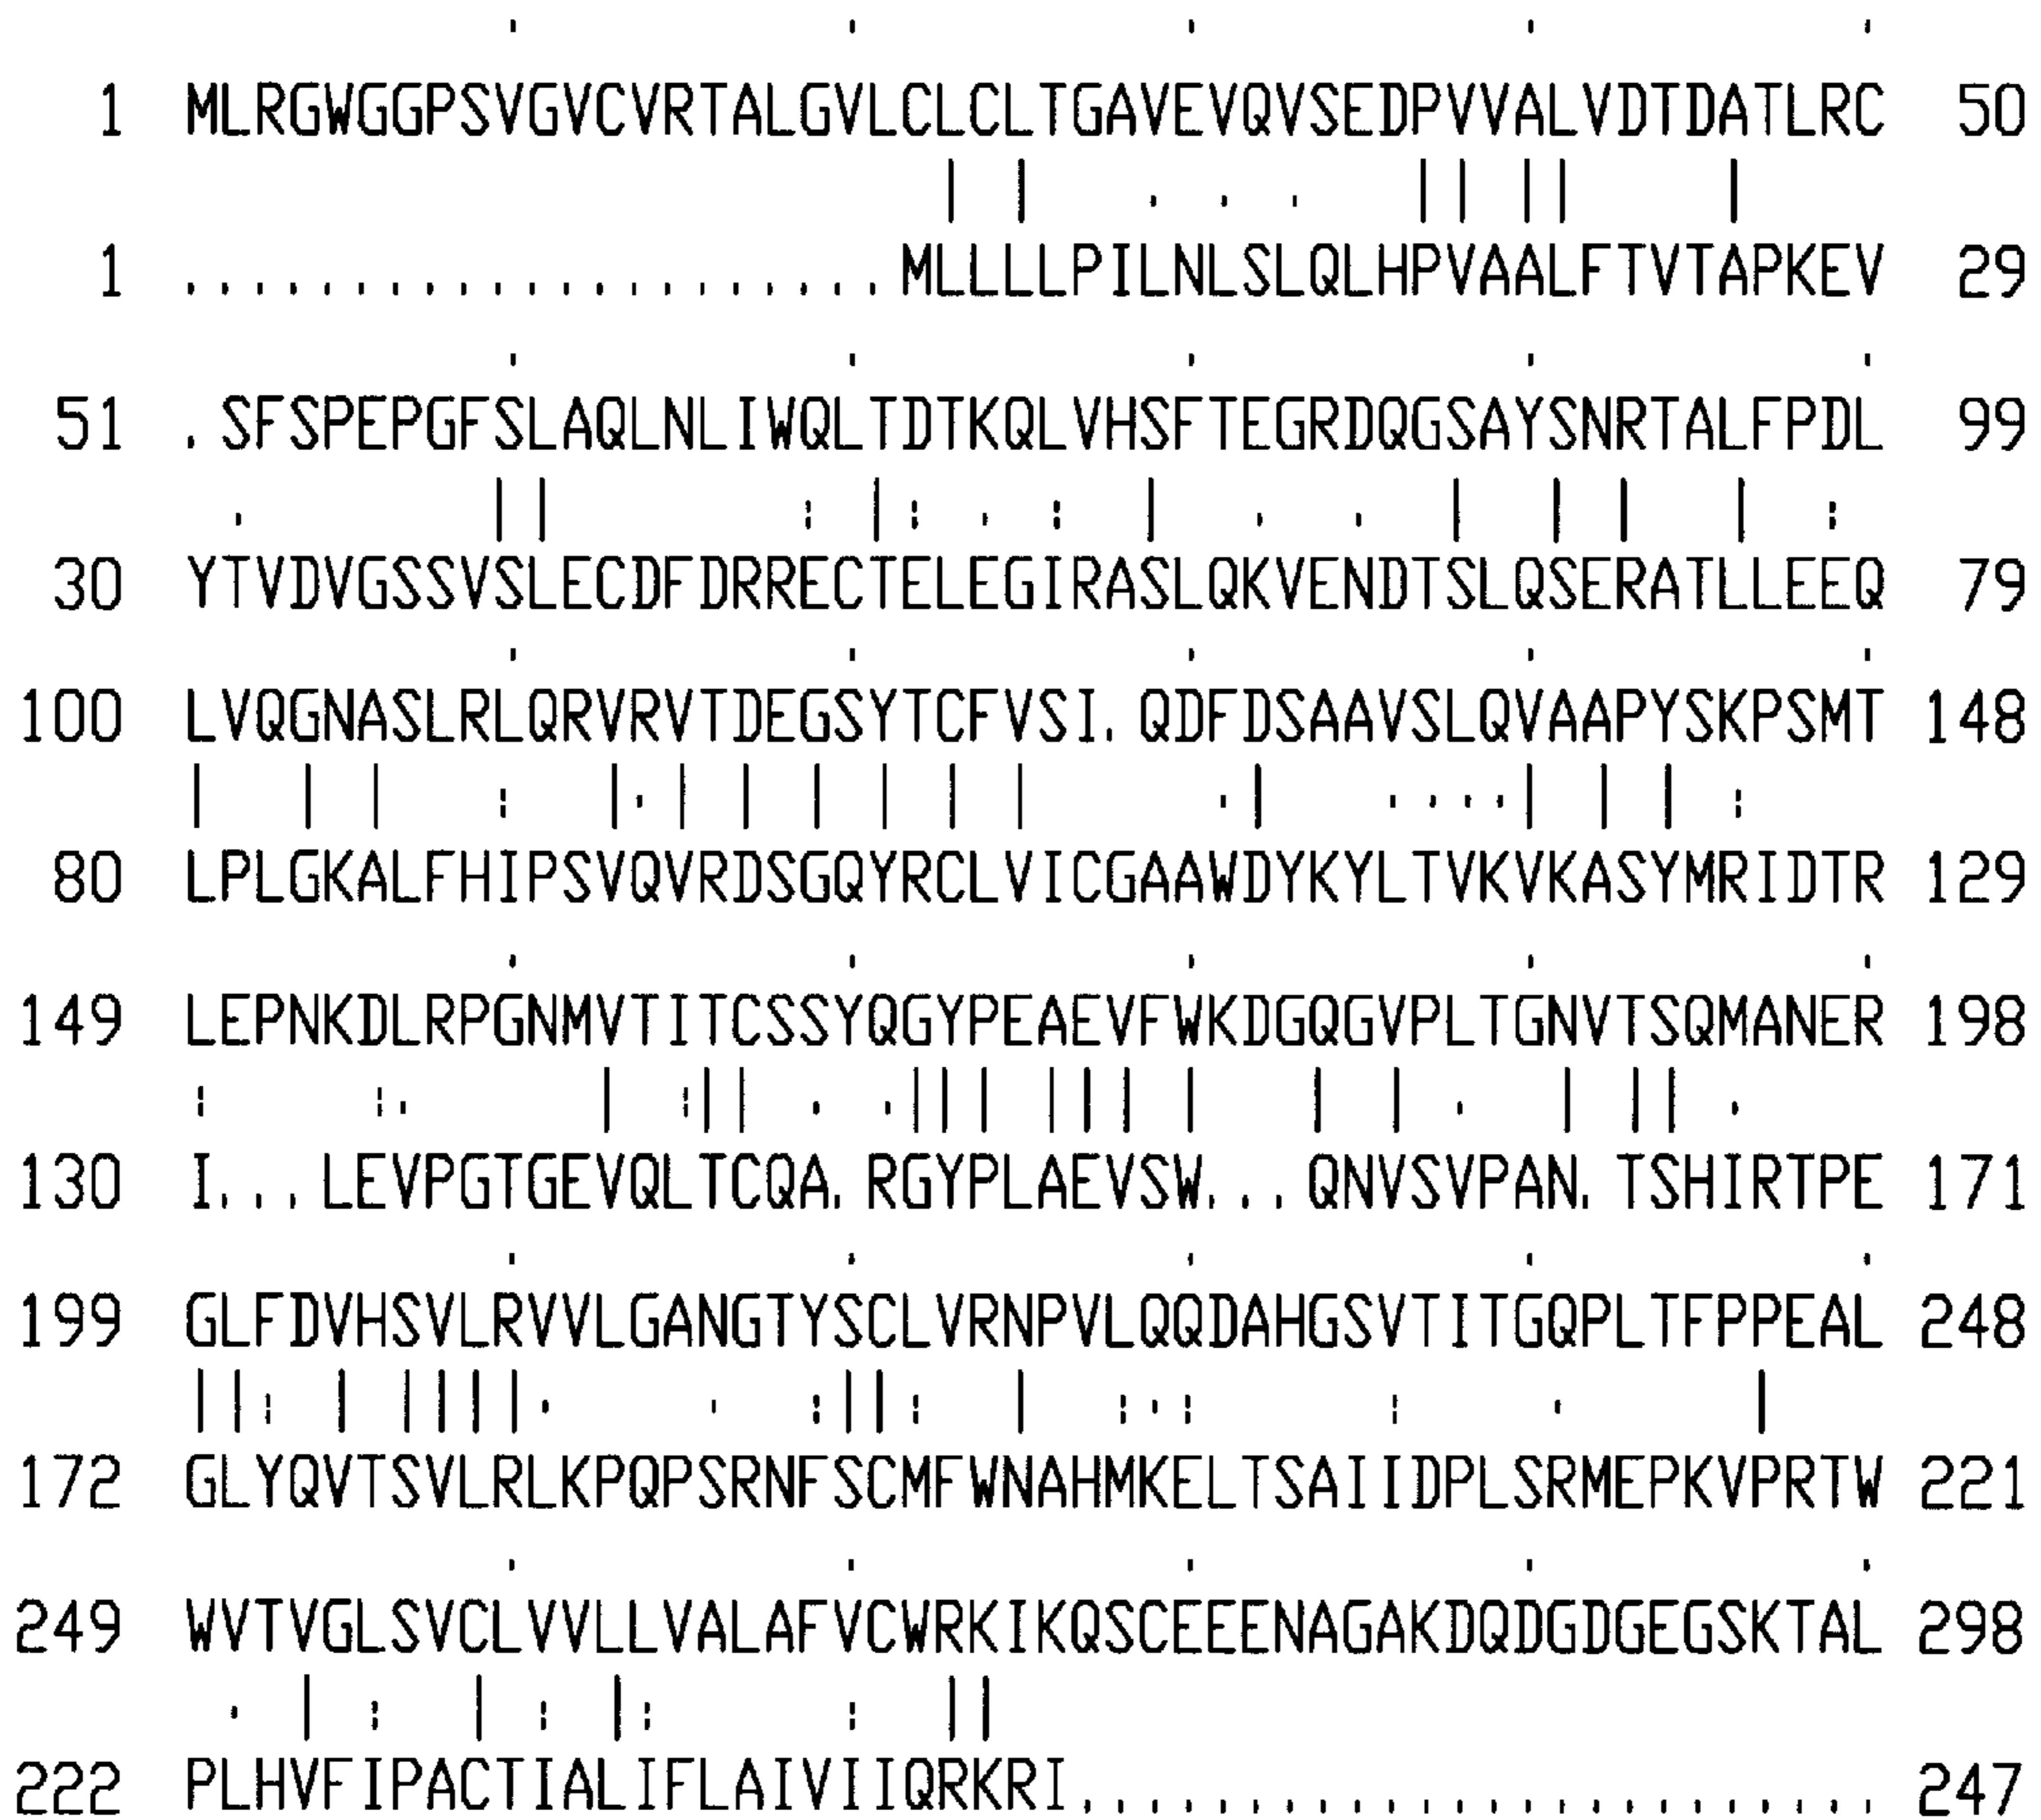 1 MLRGWGGPSVGVCVRTALGVLCLCLTGAVEVQVSEDPVVALVDTDATLRC 50
1 .....................MLLLLPILNLSLQLHPVAALFTVTAPKEV 29
51 .SFSPEPGFSLAQLNLIWQLTDTKQLVHSFTEGRDQGSAYSNRTALFPDL 99
30 YTVDVGSSVSLECDFDRRECTELEGIRASLQKVENDTSLQSERATLLEEQ 79
100 LVQGNASLRLQRVRVTDEGSYTCFVSI.QDFDSAAVSLQVAAPYSKPSMT 148
80 LPLGKALFHIPSVQVRDSGQYRCLVICGAAWDYKYLTVKVKASYMRIDTR 129
149 LEPNKDLRPGNMVTITCSSYQGYPEAEVFWKDGQGVPLTGNVTSQMANER 198
130 I...LEVPGTGEVQLTCQA.RGYPLAEVSW...QNVSVPAN.TSHIRTPE 171
199 GLFDVHSVLRVVLGANGTYSCLVRNPVLQQDAHGSVTITGQPLTFPPEAL 248
172 GLYQVTSVLRLKPQPSRNFSCMFWNAHMKELTSAIIDPLSRMEPKVPRTW 221
249 WVTVGLSVCLVVLLVALAFVCWRKIKQSCEEENAGAKDQDGDGEGSKTAL 298
222 PLHVFIPACTIALIFLAIVIIQRKRI........................ 247